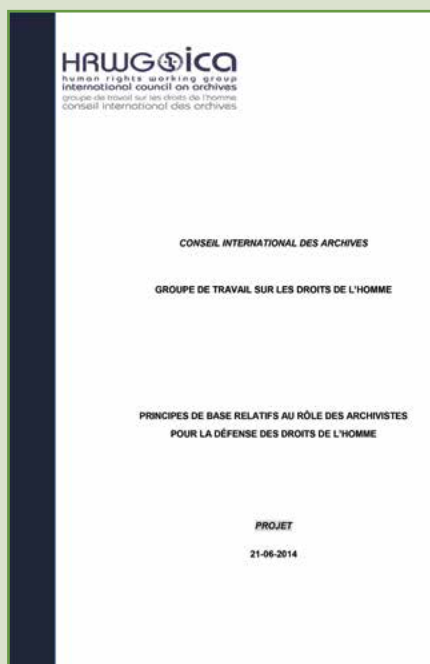 HRWG ica
human rights working group
international council on archives
groupe de travail sur les droits de l'homme
conseil international des archives
CONSEIL INTERNATIONAL DES ARCHIVES
GROUPE DE TRAVAIL SUR LES DROITS DE L'HOMME
PRINCIPES DE BASE RELATIFS AU RÔLE DES ARCHIVISTES
POUR LA DÉFENSE DES DROITS DE L'HOMME
PROJET
21-06-2014